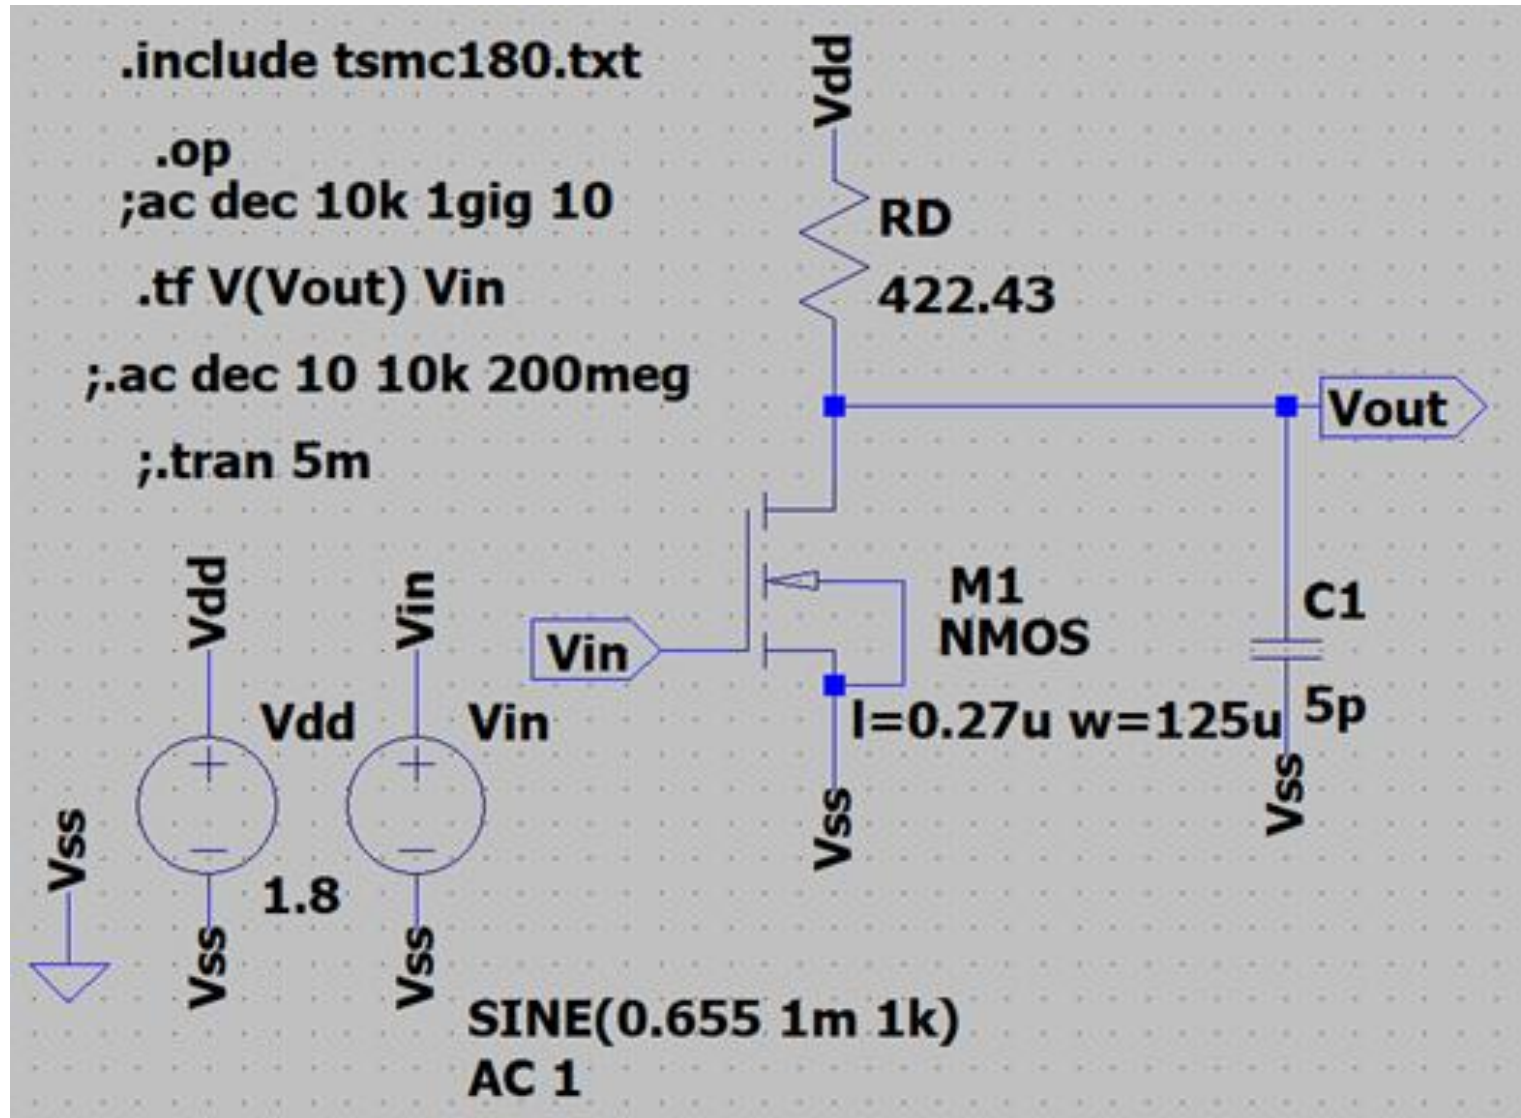 .include tsmc180.txt
.op
;ac dec 10k 1gig 10
.tf V(Vout) Vin
;.ac dec 10 10k 200meg
;.tran 5m
Vdd
RD
422.43
Vout
Vin
M1
NMOS
l=0.27u w=125u
Vss
C1
5p
Vss
Vss
Vdd
Vdd
1.8
Vss
Vin
Vin
Vss
SINE(0.655 1m 1k)
AC 1